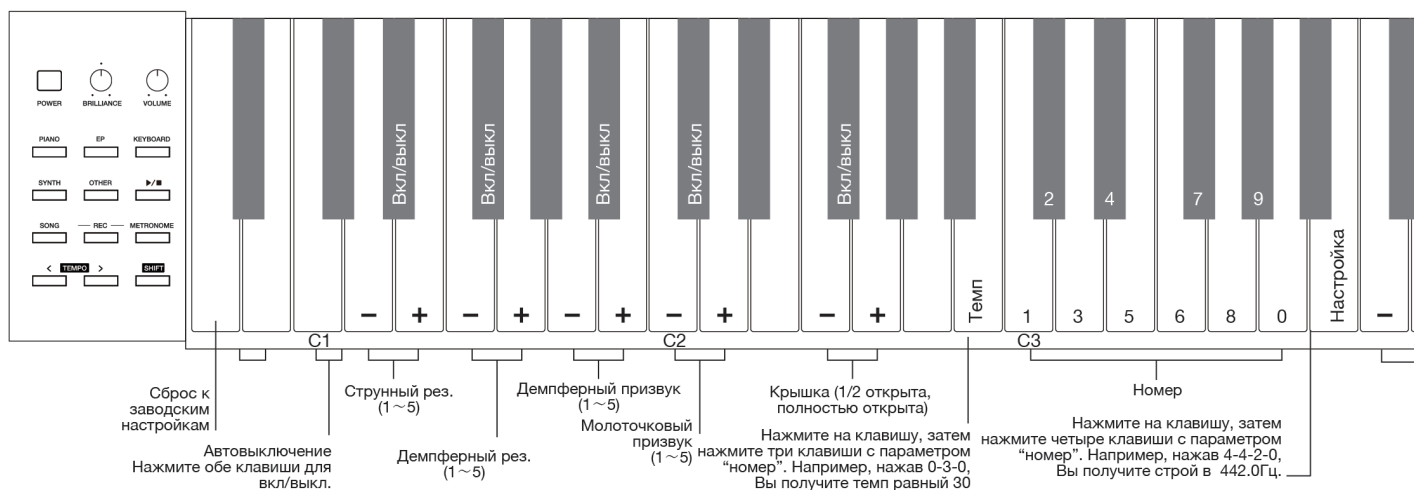 POWER
BRILLIANCE
VOLUME
PIANO
EP
KEYBOARD
SYNTH
OTHER
▶/■
SONG
REC
METRONOME
< TEMPO >
SHIFT
Вкл/выкл
Вкл/выкл
Вкл/выкл
Вкл/выкл
Вкл/выкл
2 4 7 9
− + − + − + − + − +
Темп
1 3 5 6 8 0
Настройка
−
C1 C2 C3
Сброс к
заводским
настройкам
Автовыключение
Нажмите обе клавиши для
вкл/выкл.
Струнный рез.
(1~5)
Демпферный рез.
(1~5)
Демпферный призвук
(1~5)
Молоточковый
призвук
(1~5)
Крышка (1/2 открыта,
полностью открыта)
Нажмите на клавишу, затем
нажмите три клавиши с параметром
“номер”. Например, нажав 0-3-0,
Вы получите темп равный 30
Номер
Нажмите на клавишу, затем
нажмите четыре клавиши с параметром
“номер”. Например, нажав 4-4-2-0,
Вы получите строй в 442.0Гц.